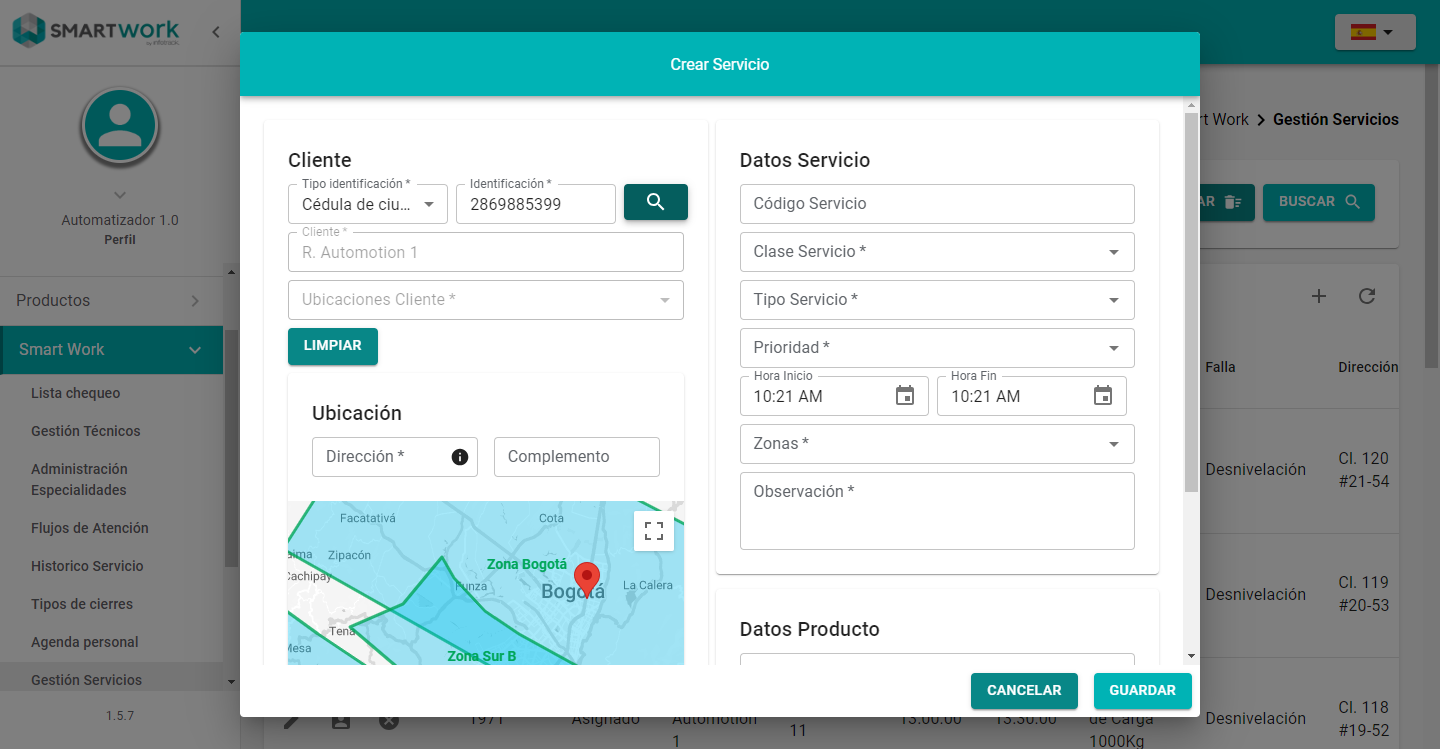 SMARTWORK
by infotrack
Automatizador 1.0
Perfil
Productos
Smart Work
Lista chequeo
Gestión Técnicos
Administración
Especialidades
Flujos de Atención
Historico Servicio
Tipos de cierres
Agenda personal
Gestión Servicios
1.5.7
Crear Servicio
Cliente
Tipo identificación *
Cédula de ciu...
Identificación *
2869885399
Cliente *
R. Automotion 1
Ubicaciones Cliente *
LIMPIAR
Ubicación
Dirección *
Complemento
Facatativá
Cota
Zipacón
Zona Bogotá
Cachipay
Funza
Bogotá
La Calera
Tena
Mesa
Zona Sur B
Datos Servicio
Código Servicio
Clase Servicio *
Tipo Servicio *
Prioridad *
Hora Inicio
10:21 AM
Hora Fin
10:21 AM
Zonas *
Observación *
Datos Producto
CANCELAR
GUARDAR
rt Work
Gestión Servicios
AR
BUSCAR
Falla
Dirección
Desnivelación
Cl. 120
#21-54
Desnivelación
Cl. 119
#20-53
1971
Asignado
Automotion
1
11
13:00:00
13:30:00
de Carga
1000Kg
Desnivelación
Cl. 118
#19-52